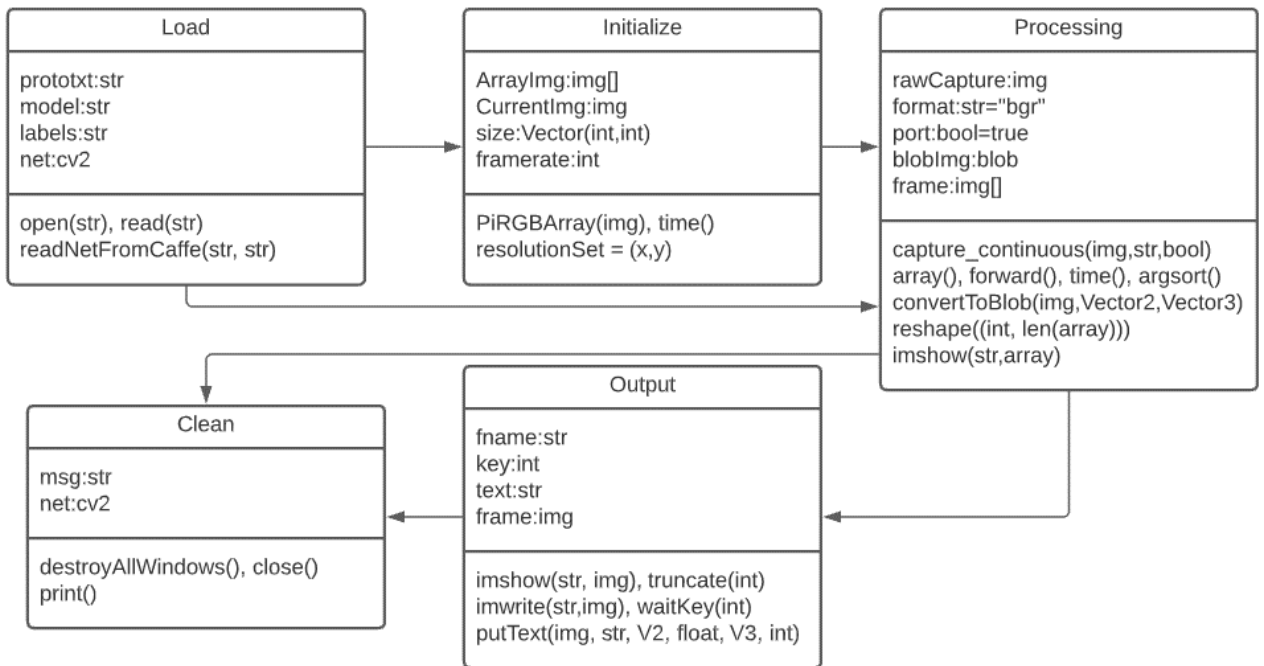 Load
prototxt:str
model:str
labels:str
net:cv2
open(str), read(str)
readNetFromCaffe(str, str)
Initialize
ArrayImg:img[]
CurrentImg:img
size:Vector(int,int)
framerate:int
PiRGBArray(img), time()
resolutionSet = (x,y)
Processing
rawCapture:img
format:str="bgr"
port:bool=true
blobImg:blob
frame:img[]
capture_continuous(img,str,bool)
array(), forward(), time(), argsort()
convertToBlob(img,Vector2,Vector3)
reshape((int, len(array)))
imshow(str,array)
Clean
msg:str
net:cv2
destroyAllWindows(), close()
print()
Output
fname:str
key:int
text:str
frame:img
imshow(str, img), truncate(int)
imwrite(str,img), waitKey(int)
putText(img, str, V2, float, V3, int)